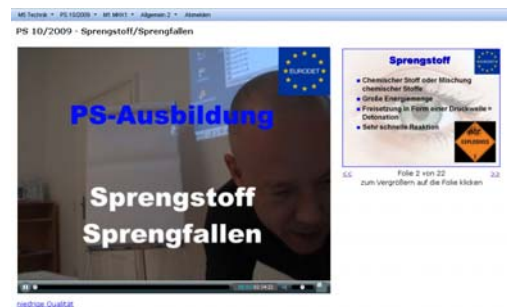 MS Technik PS 10/2009 M1 MHV1 Allgemein 2 Abmelden
PS 10/2009 - Sprengstoff/Sprengfallen
EURODET
PS-Ausbildung
Sprengstoff
Sprengfallen
niedrige Qualität
Sprengstoff
Chemischer Stoff oder Mischung
chemischer Stoffe
Große Energiemenge
Freisetzung in Form einer Druckwelle =
Detonation
Sehr schnelle Reaktion
EXPLOSIVES
<< Folie 2 von 22 >>
zum Vergrößern auf die Folie klicken